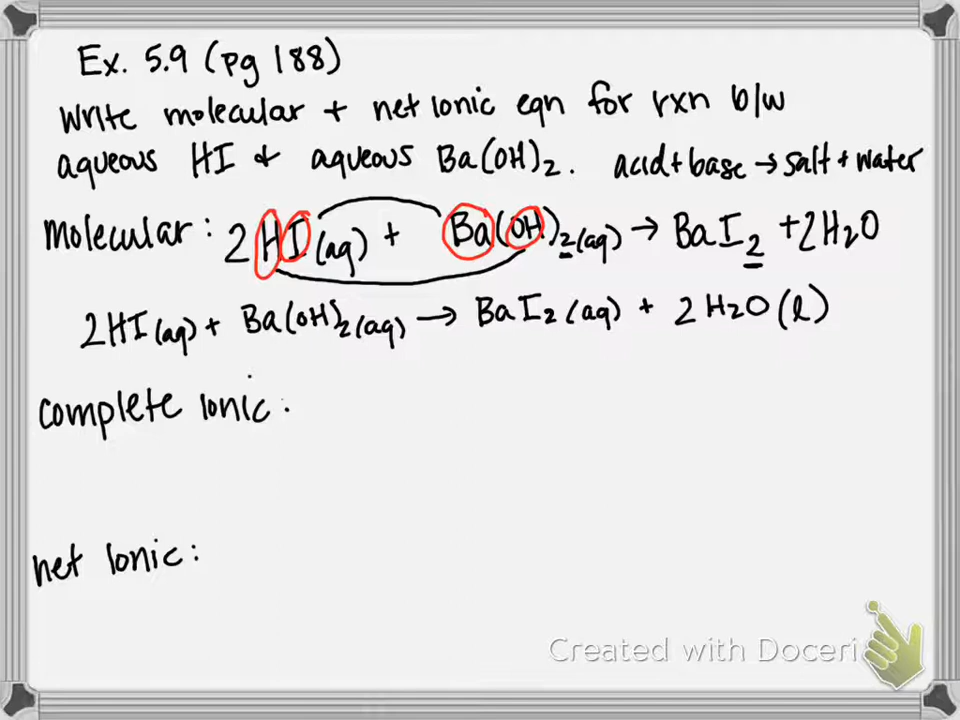 Ex. 5.9 (pg 188)
Write molecular + net ionic eqn for rxn b/w
aqueous HI & aqueous Ba(OH)₂. acid + base → salt + water
molecular: 2HI(aq) + Ba(OH)₂(aq) → BaI₂ + 2H₂O
2HI(aq) + Ba(OH)₂(aq) → BaI₂(aq) + 2H₂O(l)
complete ionic:
net ionic:
Created with Doceri